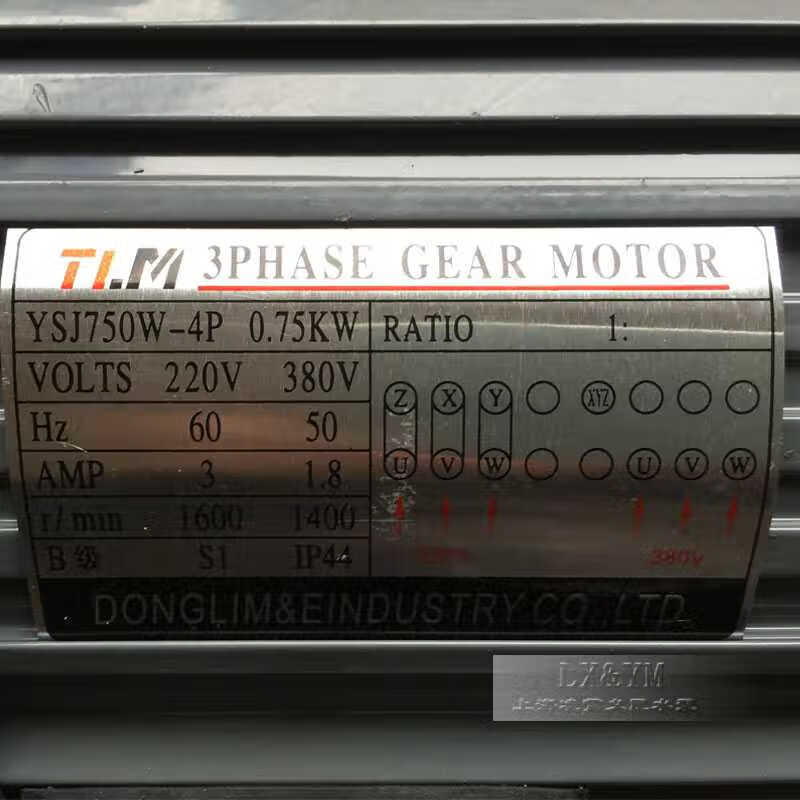 TLM 3PHASE GEAR MOTOR
YSJ750W-4P 0.75KW RATIO 1:
VOLTS 220V 380V
Z X Y XYZ
Hz 60 50
AMP 3 1.8
U V W U V W
r/min 1600 1400
B级 S1 IP44
380V
DONGLIM&EINDUSTRY CO.,LTD
LX&YM